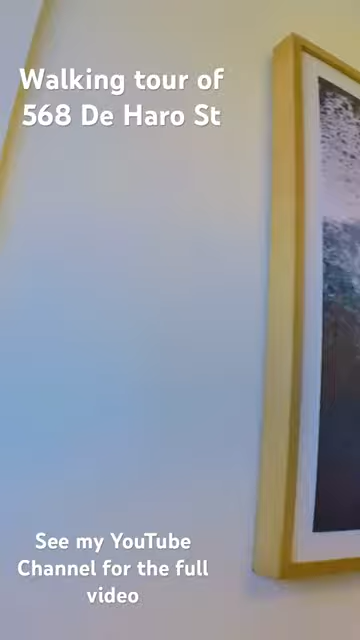 Walking tour of
568 De Haro St
See my YouTube
Channel for the full
video